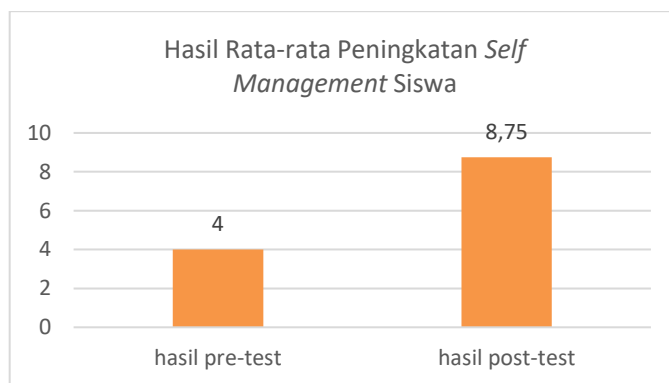 Hasil Rata-rata Peningkatan Self
Management Siswa
10
8
6
4
2
0
4
8,75
hasil pre-test
hasil post-test